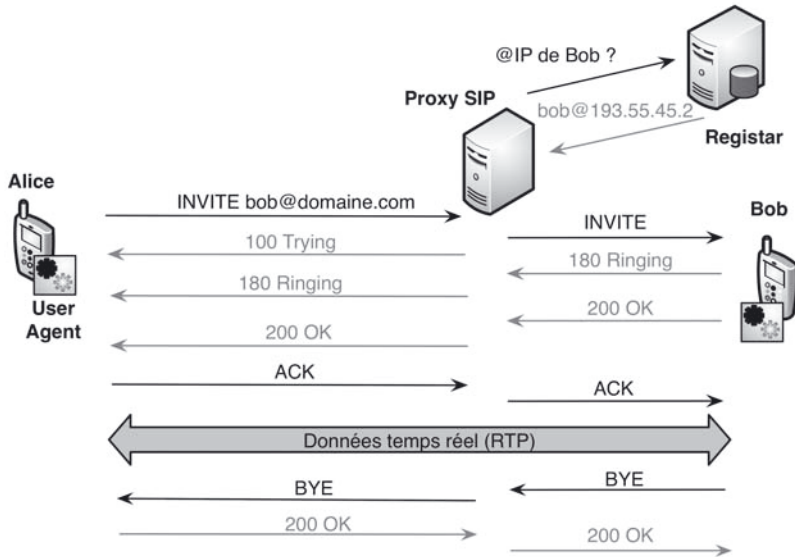 @IP de Bob ?
Proxy SIP
bob@193.55.45.2
Registar
Alice
INVITE bob@domaine.com
INVITE
Bob
100 Trying
180 Ringing
180 Ringing
User
Agent
200 OK
200 OK
ACK
ACK
Données temps réel (RTP)
BYE
BYE
200 OK
200 OK